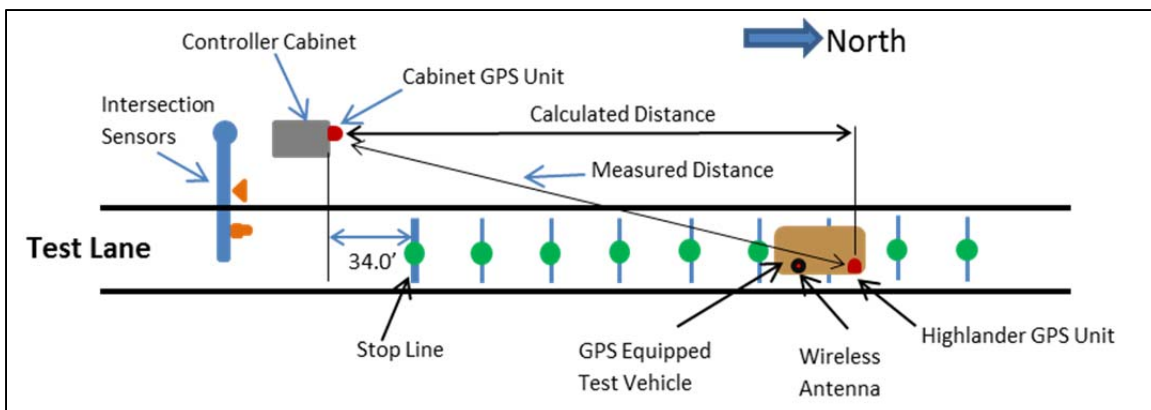 Controller Cabinet
North
Cabinet GPS Unit
Intersection
Sensors
Calculated Distance
Measured Distance
Test Lane
34.0’
Stop Line
GPS Equipped
Test Vehicle
Wireless
Antenna
Highlander GPS Unit